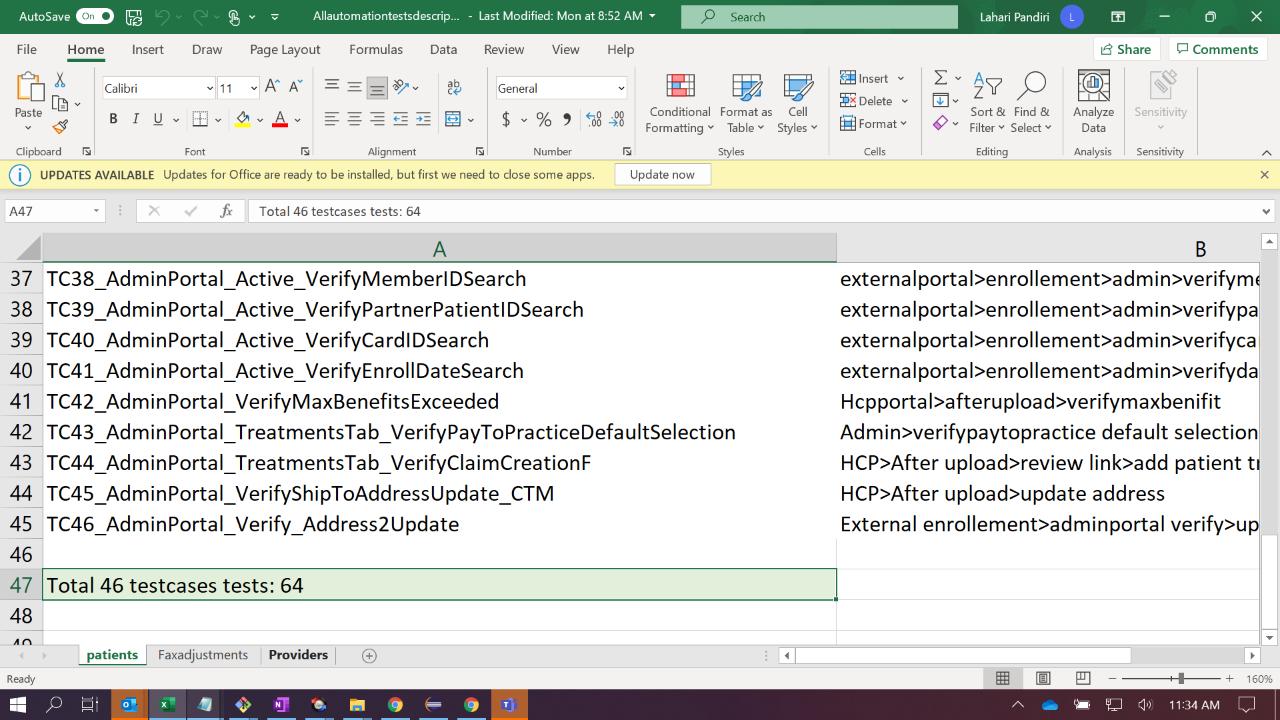 AutoSave On Allautomationtestsdescrip... - Last Modified: Mon at 8:52 AM Search Lahari Pandiri L
File Home Insert Draw Page Layout Formulas Data Review View Help Share Comments
Paste
Calibri 11
B I U A
General
$ % ,
Conditional Formatting
Format as Table
Cell Styles
Insert
Delete
Format
Sort & Filter
Find & Select
Analyze Data
Sensitivity
Clipboard Font Alignment Number Styles Cells Editing Analysis Sensitivity
UPDATES AVAILABLE Updates for Office are ready to be installed, but first we need to close some apps. Update now
A47 fx Total 46 testcases tests: 64
A B
37 TC38_AdminPortal_Active_VerifyMemberIDSearch externalportal>enrollement>admin>verifyme
38 TC39_AdminPortal_Active_VerifyPartnerPatientIDSearch externalportal>enrollement>admin>verifypa
39 TC40_AdminPortal_Active_VerifyCardIDSearch externalportal>enrollement>admin>verifyca
40 TC41_AdminPortal_Active_VerifyEnrollDateSearch externalportal>enrollement>admin>verifyda
41 TC42_AdminPortal_VerifyMaxBenefitsExceeded Hcpportal>afterupload>verifymaxbenifit
42 TC43_AdminPortal_TreatmentsTab_VerifyPayToPracticeDefaultSelection Admin>verifypaytopractice default selection
43 TC44_AdminPortal_TreatmentsTab_VerifyClaimCreationF HCP>After upload>review link>add patient tr
44 TC45_AdminPortal_VerifyShipToAddressUpdate_CTM HCP>After upload>update address
45 TC46_AdminPortal_Verify_Address2Update External enrollement>adminportal verify>up
46
47 Total 46 testcases tests: 64
48
49
patients Faxadjustments Providers
Ready 160%
11:34 AM